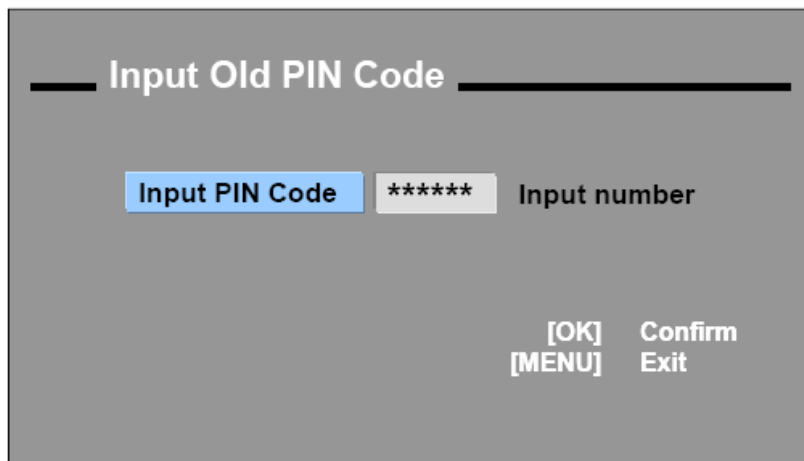 Input Old PIN Code
Input PIN Code ****** Input number
[OK] Confirm
[MENU] Exit